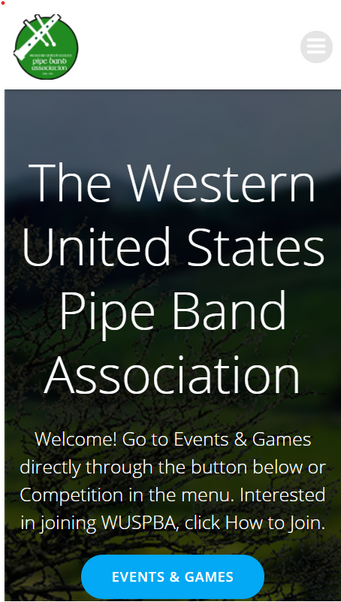 pipe band
association
The Western
United States
Pipe Band
Association
Welcome! Go to Events & Games
directly through the button below or
Competition in the menu. Interested
in joining WUSPBA, click How to Join.
EVENTS & GAMES